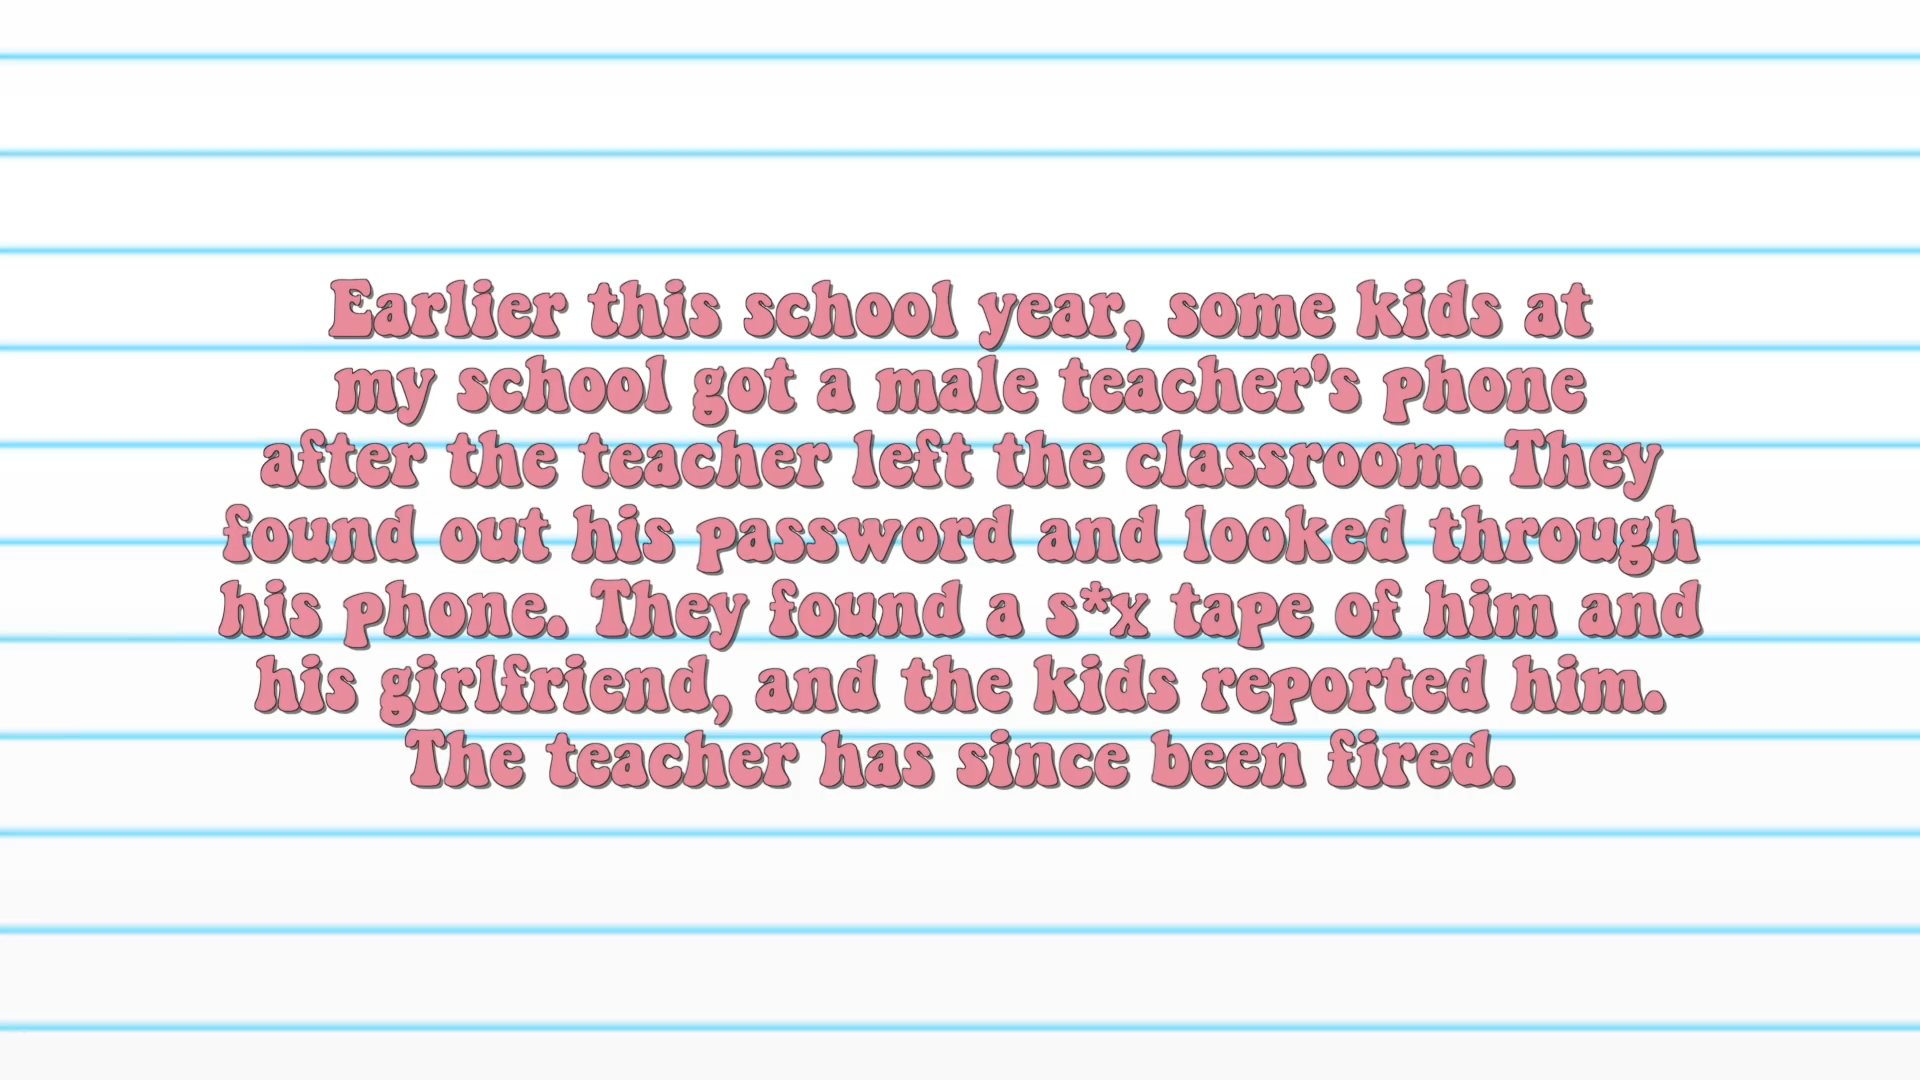 Earlier this school year, some kids at
my school got a male teacher's phone
after the teacher left the classroom. They
found out his password and looked through
his phone. They found a s*x tape of him and
his girlfriend, and the kids reported him.
The teacher has since been fired.